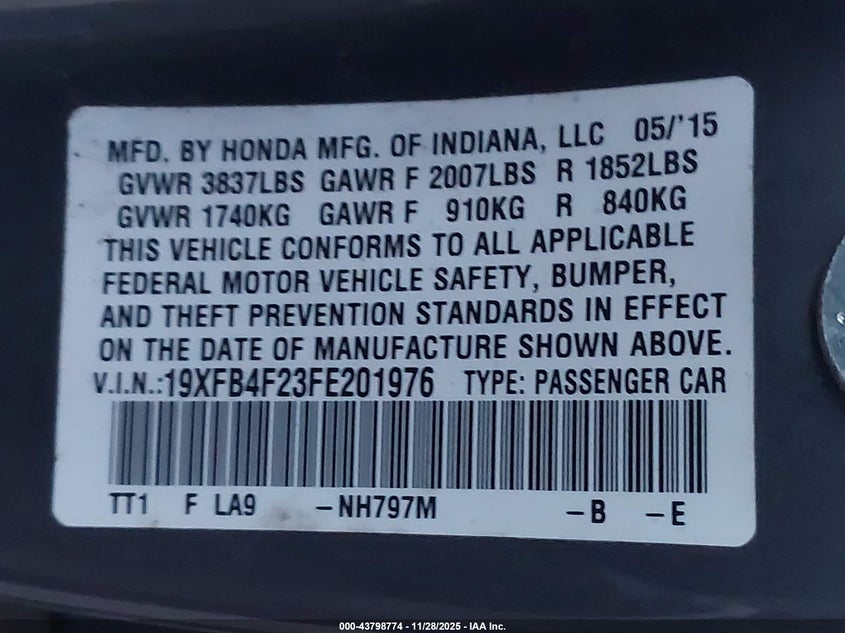 MFD. BY HONDA MFG. OF INDIANA, LLC 05/'15
GVWR 3837LBS GAWR F 2007LBS R 1852LBS
GVWR 1740KG GAWR F 910KG R 840KG
THIS VEHICLE CONFORMS TO ALL APPLICABLE
FEDERAL MOTOR VEHICLE SAFETY, BUMPER,
AND THEFT PREVENTION STANDARDS IN EFFECT
ON THE DATE OF MANUFACTURE SHOWN ABOVE.
V.I.N.:19XFB4F23FE201976 TYPE: PASSENGER CAR
TT1 F LA9 -NH797M -B -E
000-43798774 - 11/28/2025 - IAA Inc.